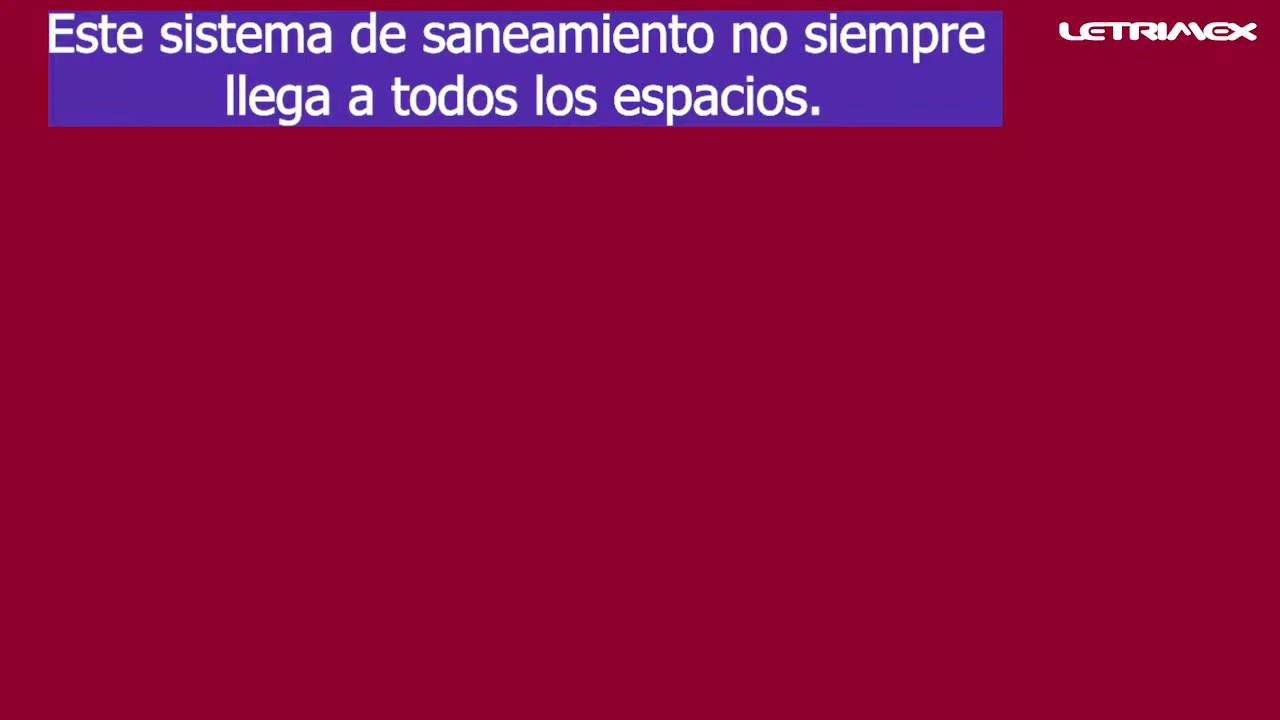 Este sistema de saneamiento no siempre
llega a todos los espacios.
LETRIMEX